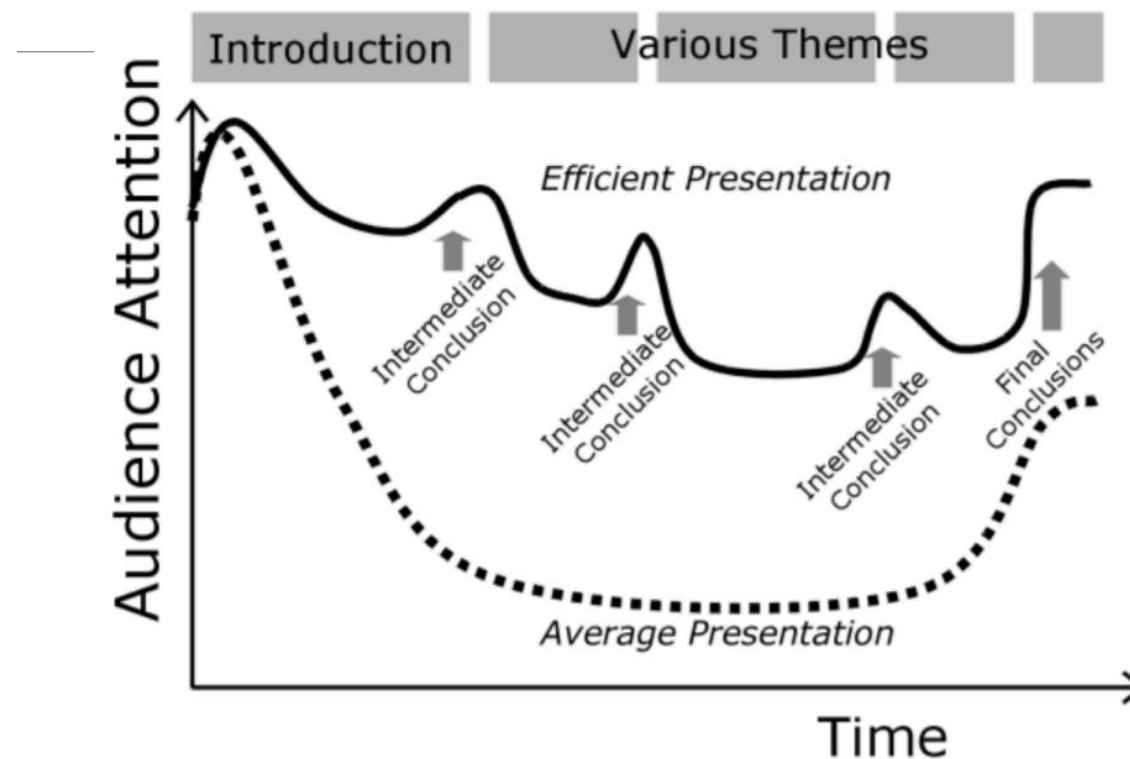 Introduction
Various Themes
Audience Attention
Efficient Presentation
Intermediate
Conclusion
Intermediate
Conclusion
Intermediate
Conclusion
Final
Conclusions
Average Presentation
Time